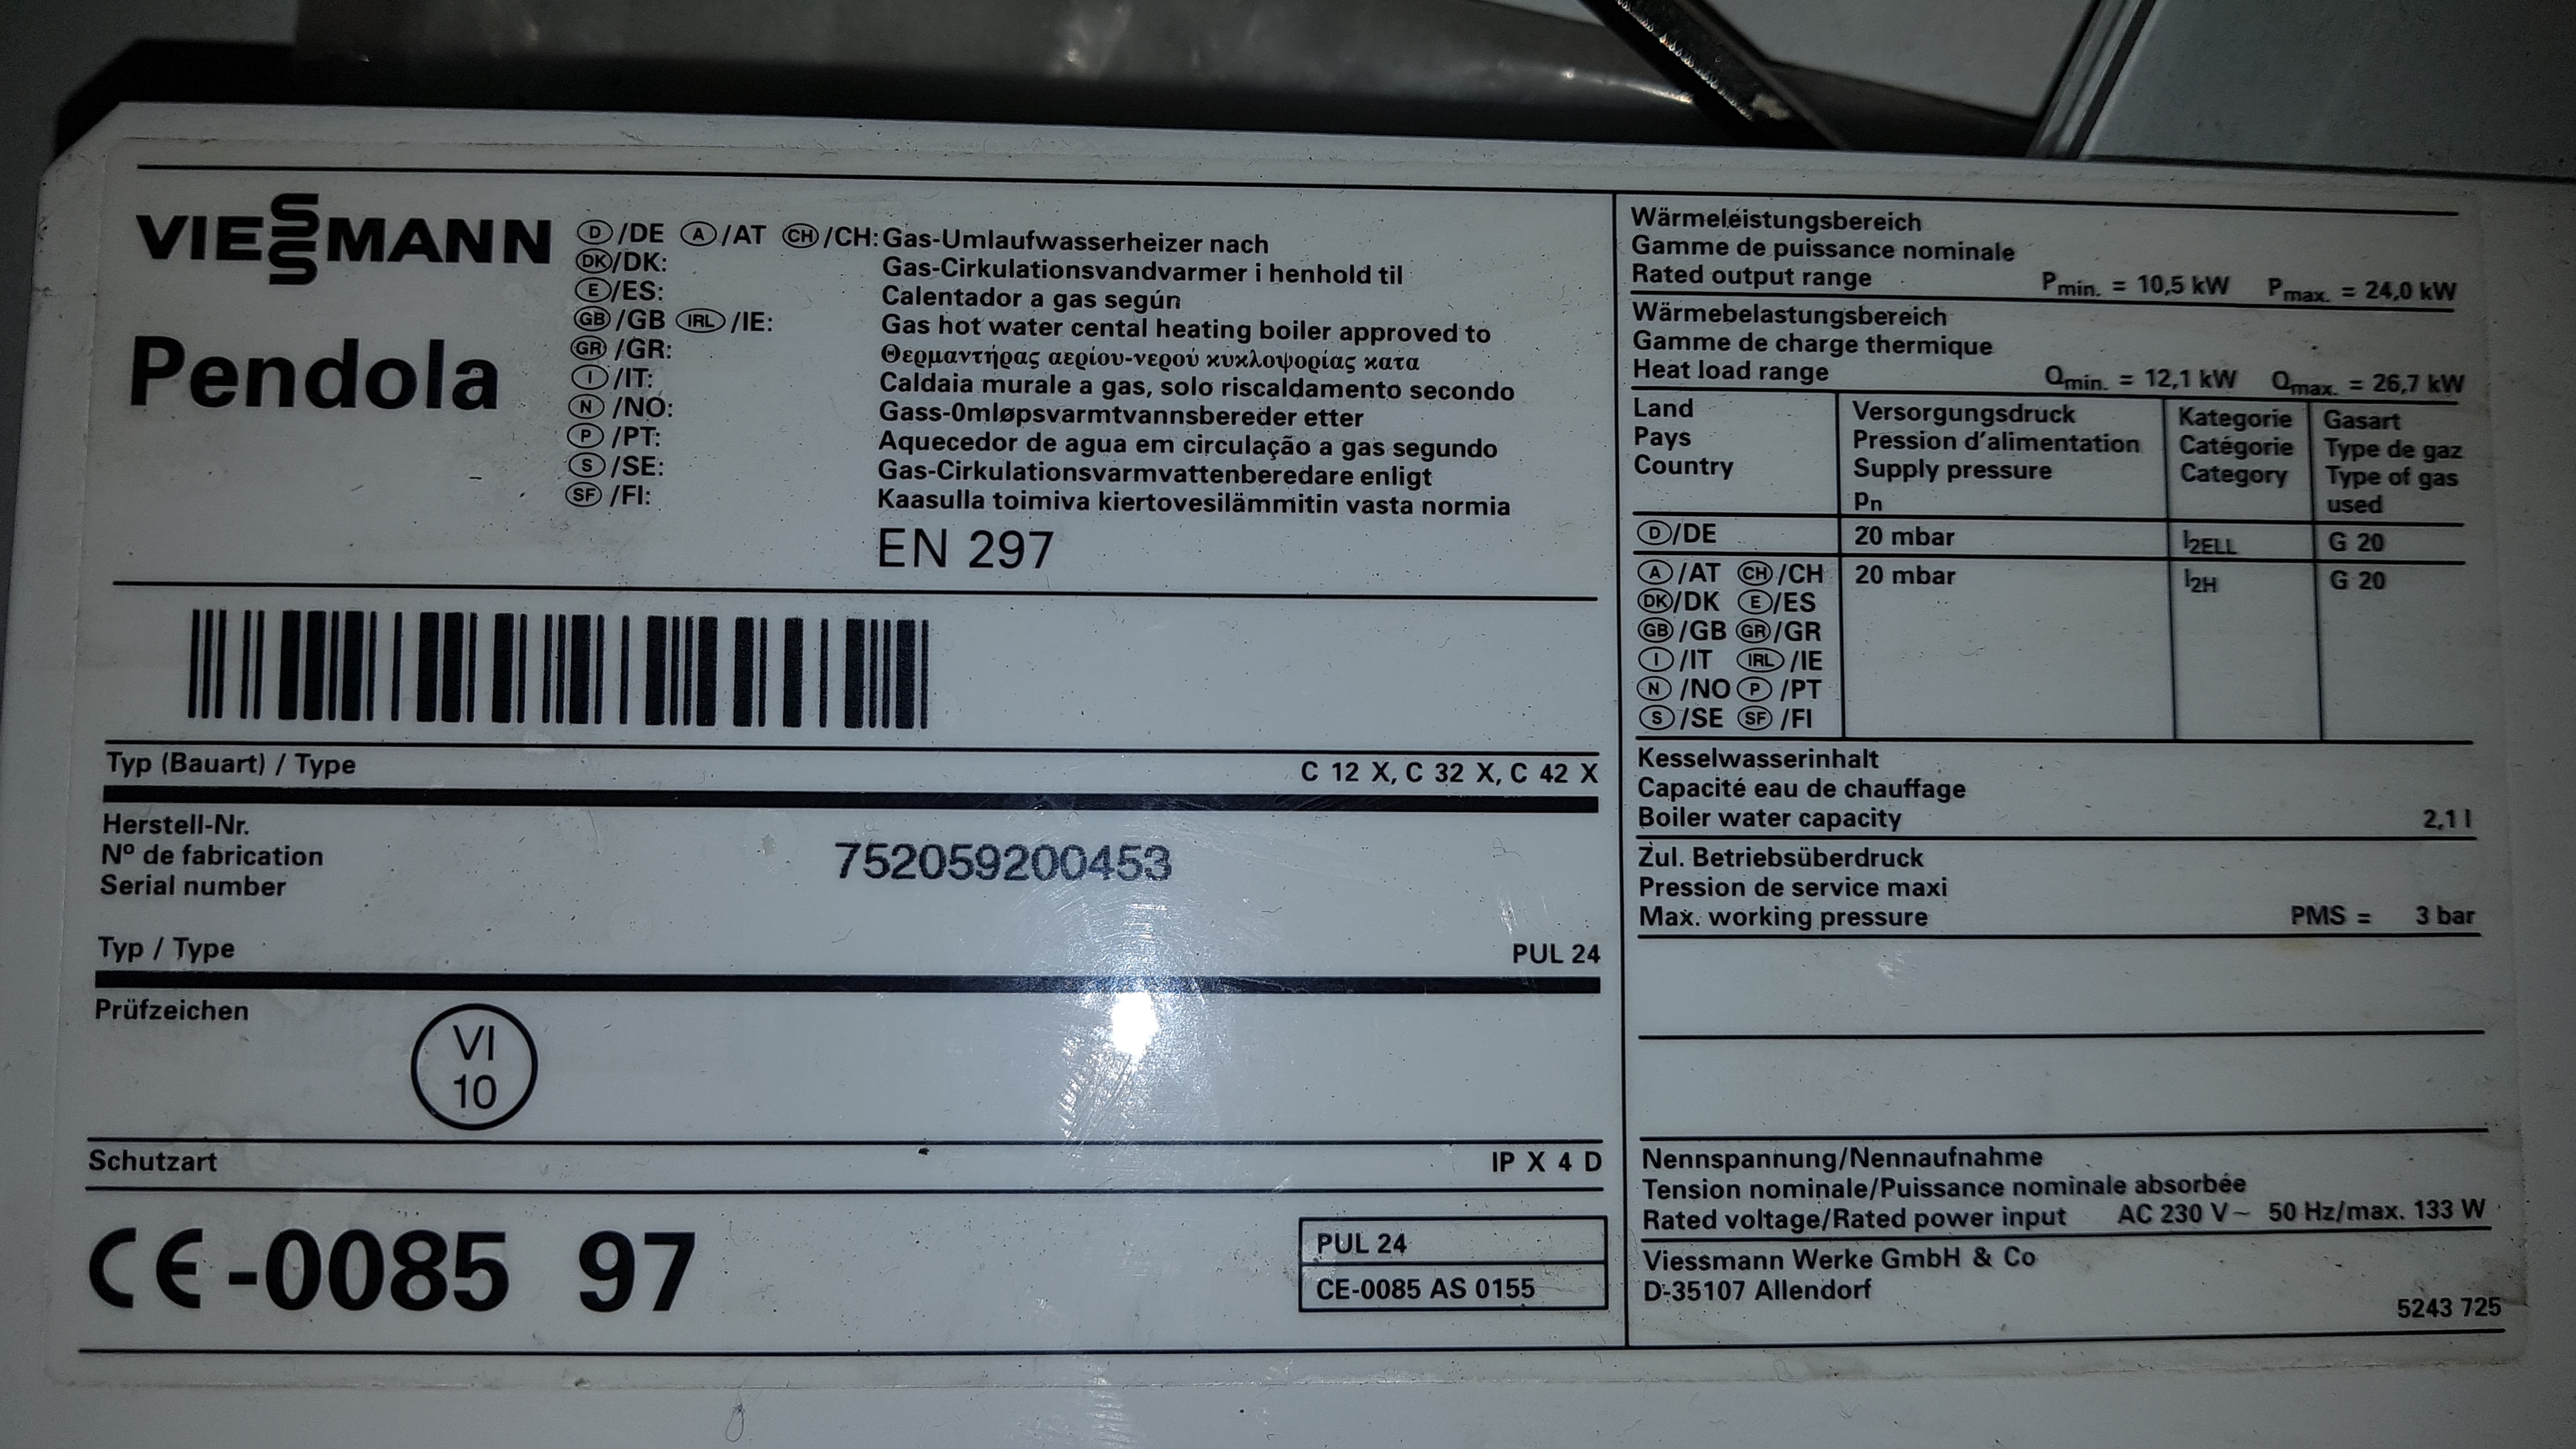 VIESSMANN
Pendola
D/DE A/AT CH/CH: Gas-Umlaufwasserheizer nach
DK/DK: Gas-Cirkulationsvandvarmer i henhold til
E/ES: Calentador a gas según
GB/GB IRL/IE: Gas hot water cental heating boiler approved to
GR/GR: Θερμαντήρας αερίου-νερού κυκλοψορίας κατα
I/IT: Caldaia murale a gas, solo riscaldamento secondo
N/NO: Gass-0mløpsvarmtvannsbereder etter
P/PT: Aquecedor de agua em circulação a gas segundo
S/SE: Gas-Cirkulationsvarmvattenberedare enligt
SF/FI: Kaasulla toimiva kiertovesilämmitin vasta normia
EN 297
Typ (Bauart) / Type C 12 X, C 32 X, C 42 X
Herstell-Nr.
Nº de fabrication
Serial number
752059200453
Typ / Type PUL 24
Prüfzeichen
VI
10
Schutzart IP X 4 D
CE-0085 97
PUL 24
CE-0085 AS 0155
Wärmeleistungsbereich
Gamme de puissance nominale
Rated output range Pmin. = 10,5 kW Pmax. = 24,0 kW
Wärmebelastungsbereich
Gamme de charge thermique
Heat load range Qmin. = 12,1 kW Qmax. = 26,7 kW
Land Versorgungsdruck Kategorie Gasart
Pays Pression d'alimentation Catégorie Type de gaz
Country Supply pressure Category Type of gas
pn used
D/DE 20 mbar I2ELL G 20
A/AT CH/CH 20 mbar I2H G 20
DK/DK E/ES
GB/GB GR/GR
I/IT IRL/IE
N/NO P/PT
S/SE SF/FI
Kesselwasserinhalt
Capacité eau de chauffage
Boiler water capacity 2,1 l
Zul. Betriebsüberdruck
Pression de service maxi
Max. working pressure PMS = 3 bar
Nennspannung/Nennaufnahme
Tension nominale/Puissance nominale absorbée
Rated voltage/Rated power input AC 230 V~ 50 Hz/max. 133 W
Viessmann Werke GmbH & Co
D-35107 Allendorf
5243 725